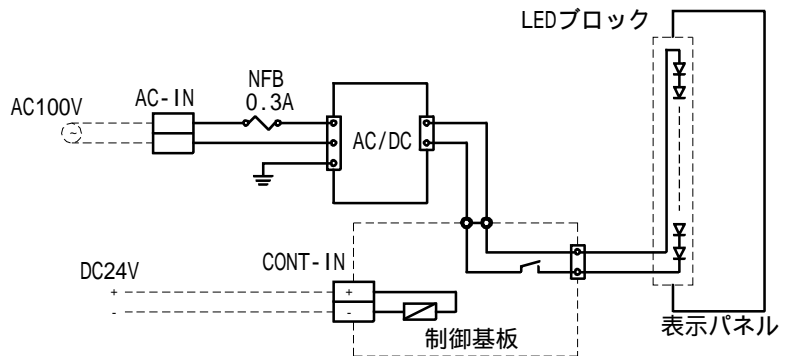 LEDブロック
NFB
0.3A
AC-IN
AC100V
~
AC/DC
CONT-IN
DC24V
+
-
+
-
制御基板
表示パネル